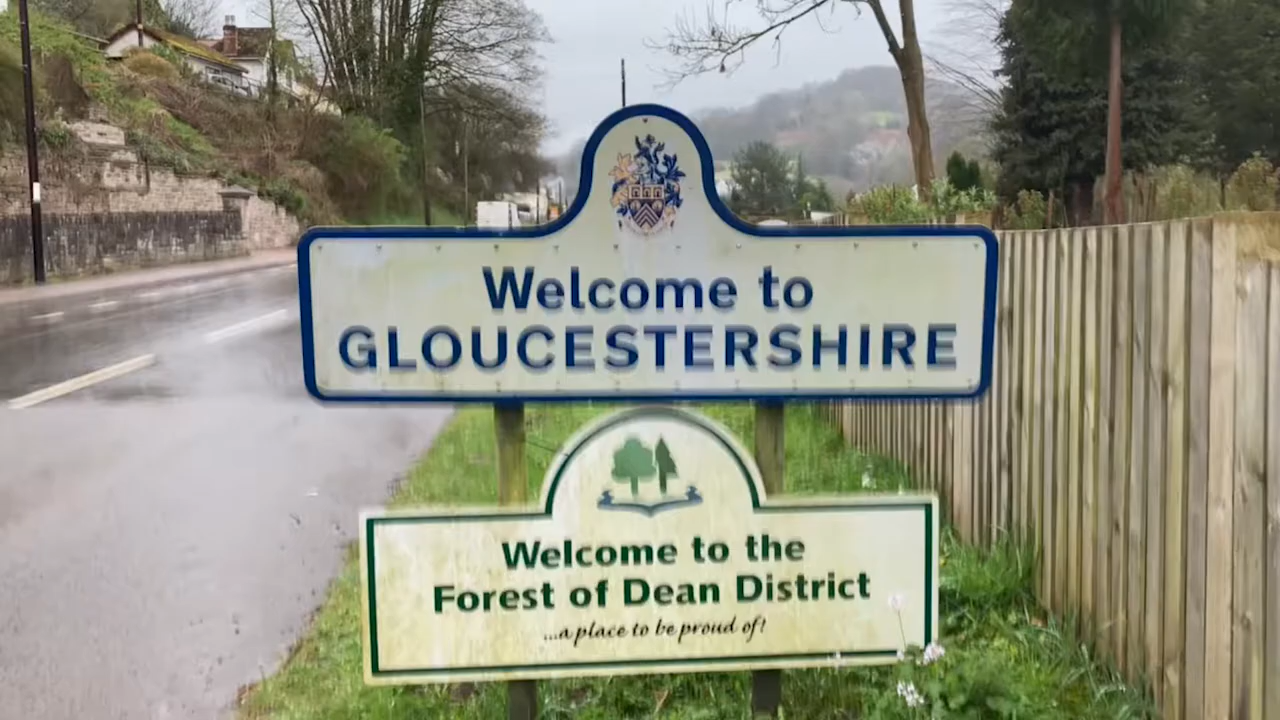 Welcome to
GLOUCESTERSHIRE
Welcome to the
Forest of Dean District
...a place to be proud of!